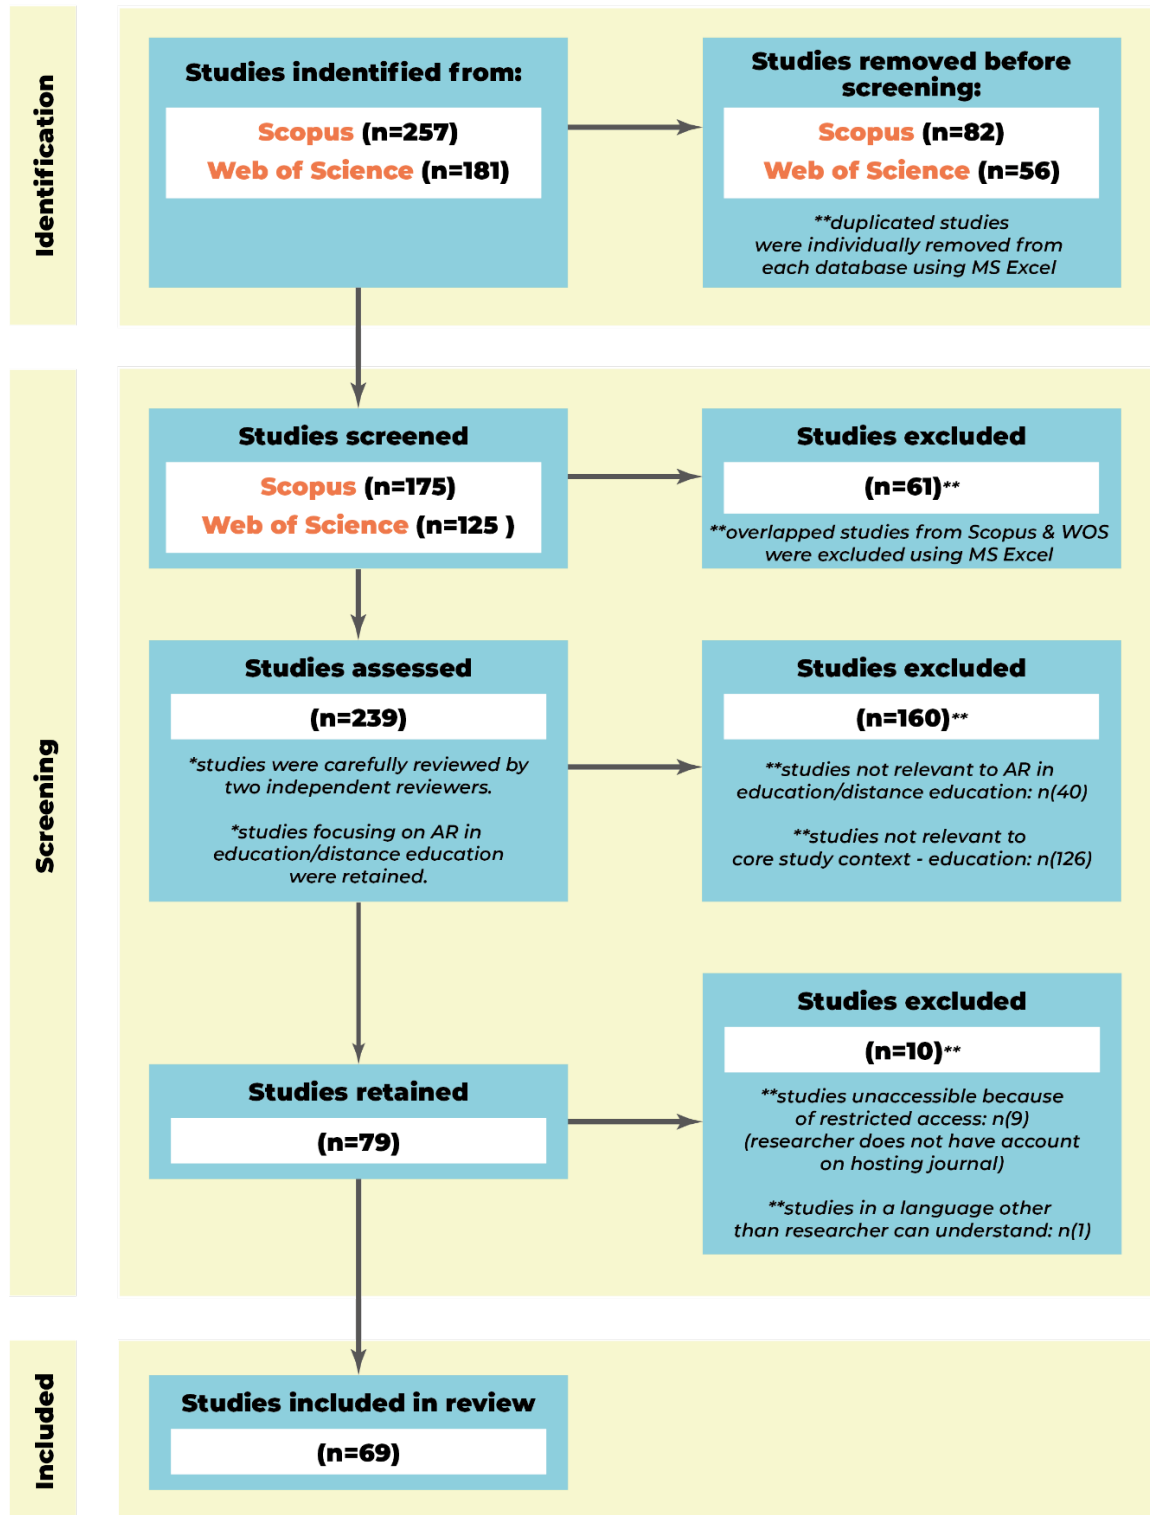 Identification
Studies indentified from:
Scopus (n=257)
Web of Science (n=181)
Studies removed before
screening:
Scopus (n=82)
Web of Science (n=56)
**duplicated studies
were individually removed from
each database using MS Excel
Screening
Studies screened
Scopus (n=175)
Web of Science (n=125 )
Studies excluded
(n=61)**
**overlapped studies from Scopus & WOS
were excluded using MS Excel
Studies assessed
(n=239)
*studies were carefully reviewed by
two independent reviewers.
*studies focusing on AR in
education/distance education
were retained.
Studies excluded
(n=160)**
**studies not relevant to AR in
education/distance education: n(40)
**studies not relevant to
core study context - education: n(126)
Studies retained
(n=79)
Studies excluded
(n=10)**
**studies unaccessible because
of restricted access: n(9)
(researcher does not have account
on hosting journal)
**studies in a language other
than researcher can understand: n(1)
Included
Studies included in review
(n=69)